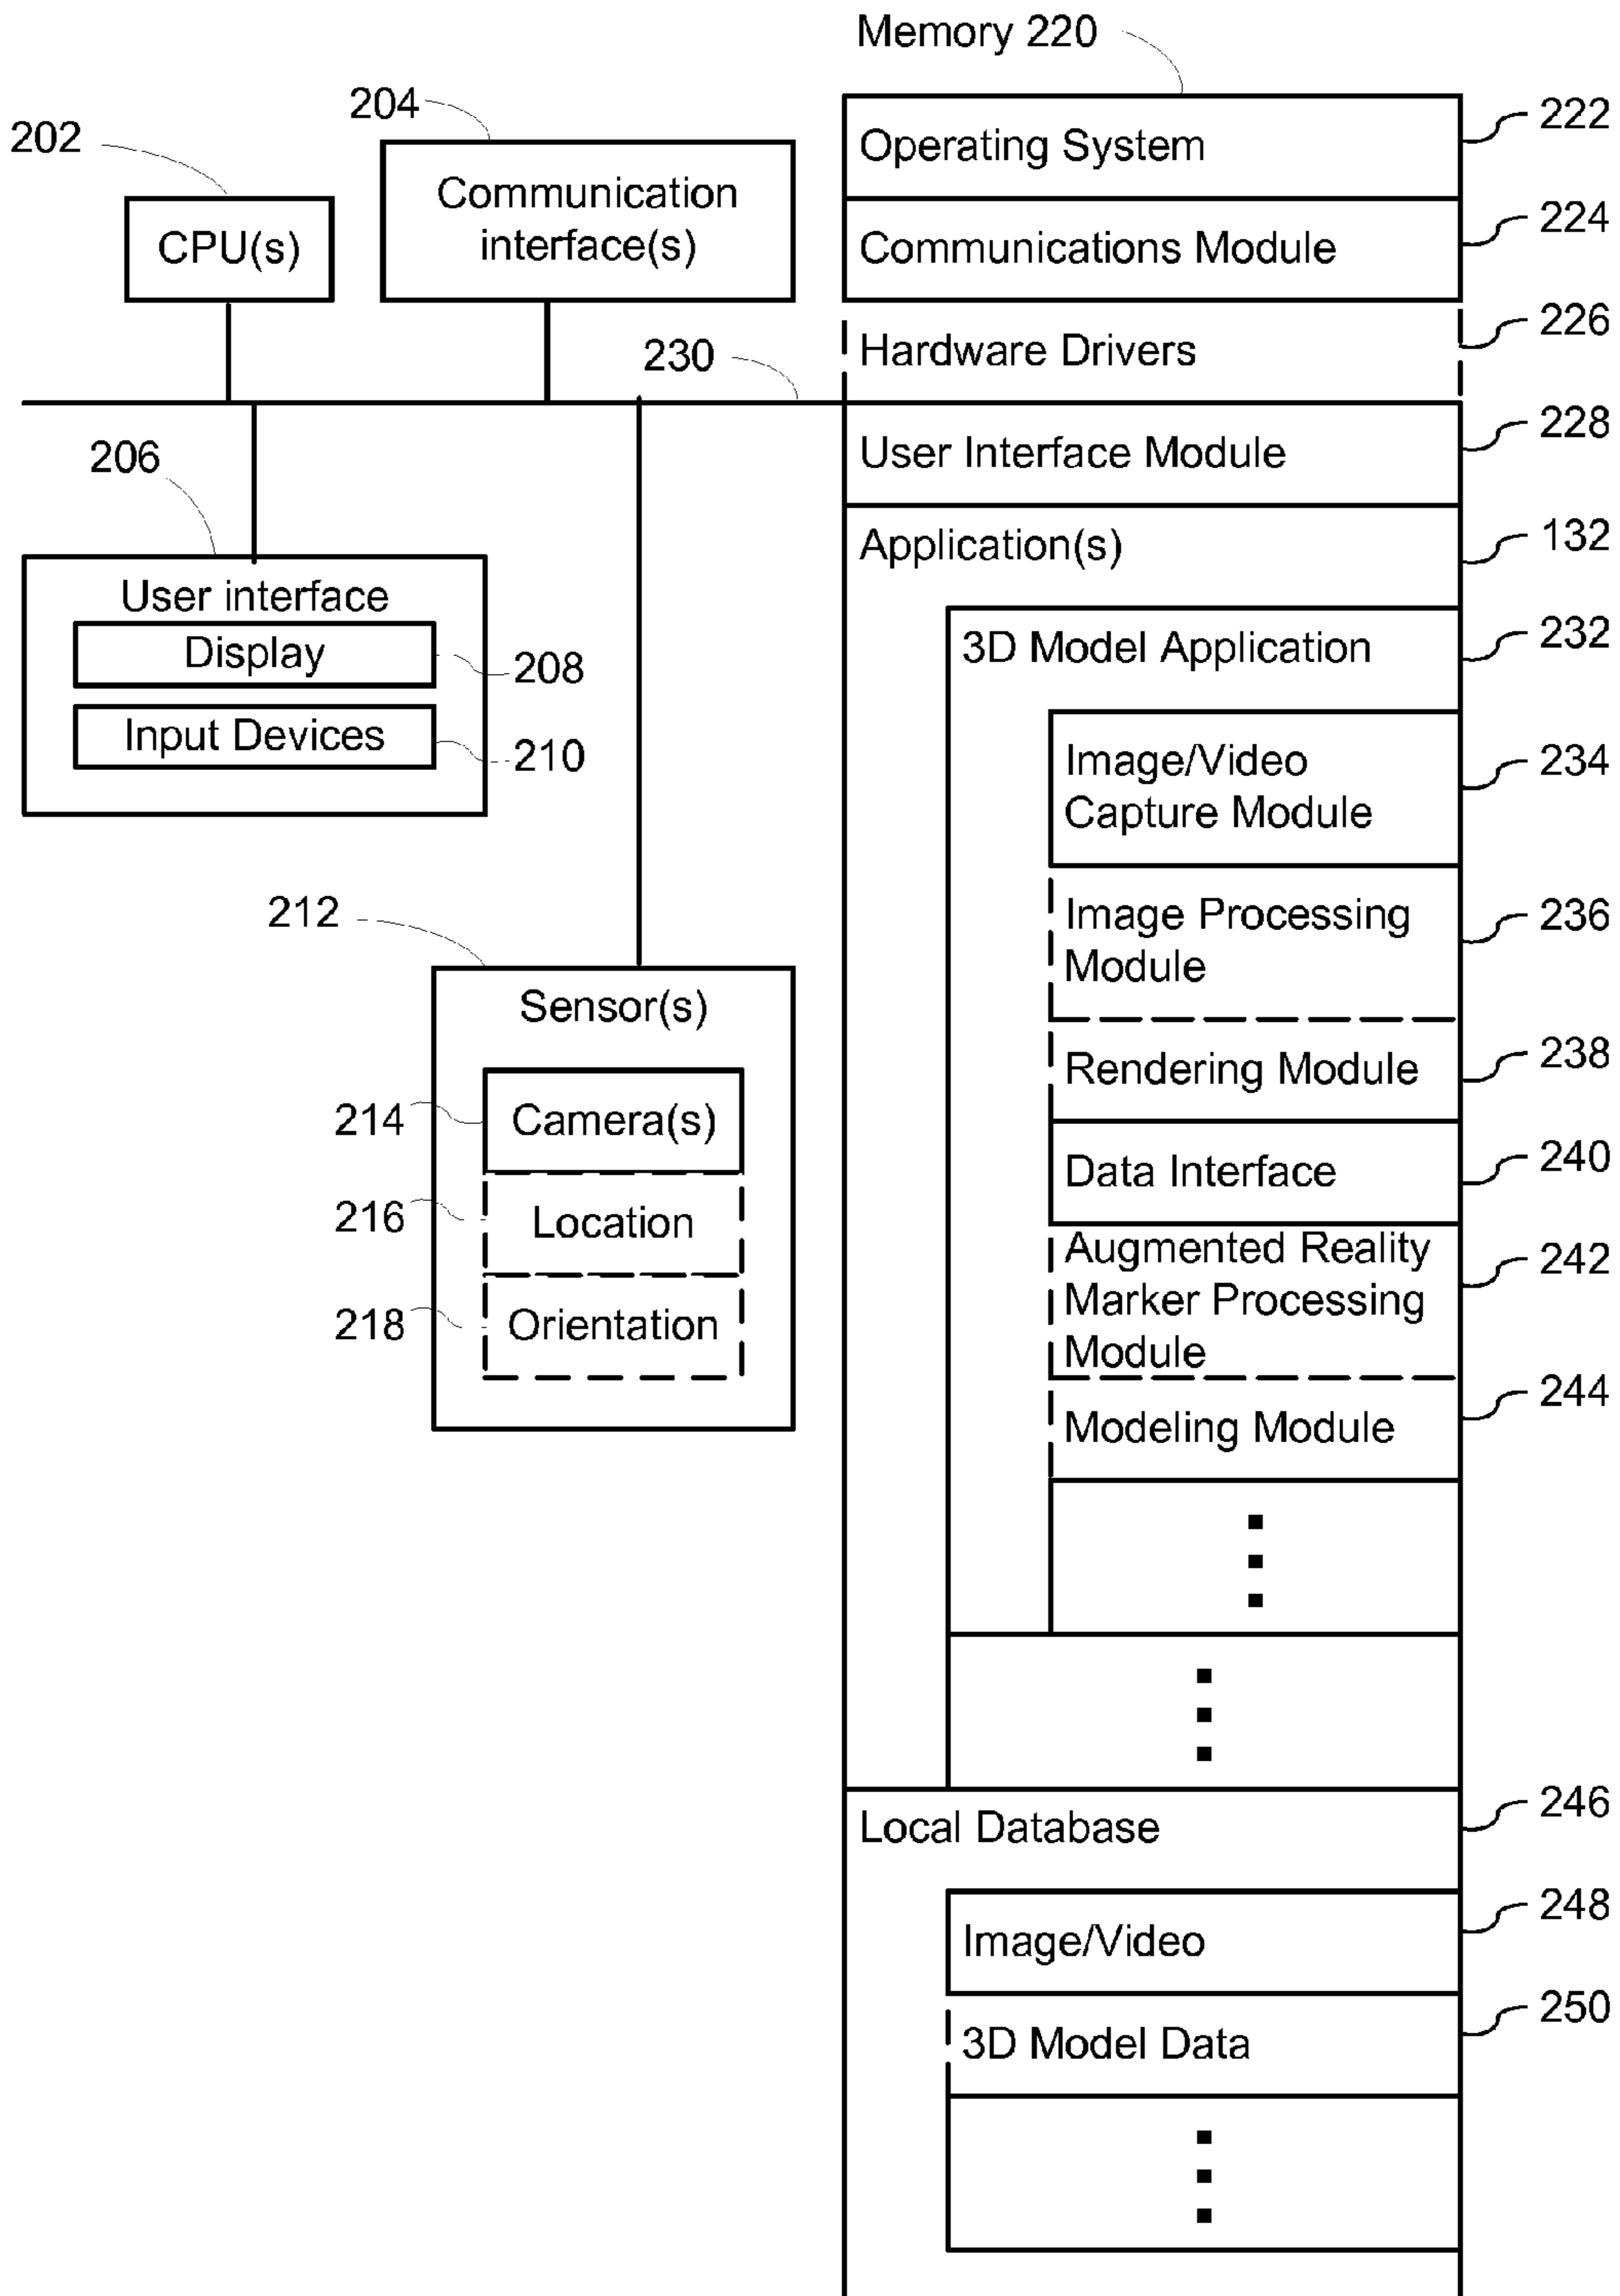 Memory 220
204
202
222
Operating System
Communication
interface(s)
CPU(s)
224
Communications Module
226
Hardware Drivers
230
228
User Interface Module
206
132
Application(s)
User interface
232
3D Model Application
Display
208
Input Devices
210
234
Image/Video
Capture Module
212
236
Image Processing
Module
Sensor(s)
238
Rendering Module
214
Camera(s)
240
Data Interface
216
Location
242
Augmented Reality
Marker Processing
Module
218
Orientation
244
Modeling Module
246
Local Database
248
Image/Video
250
3D Model Data